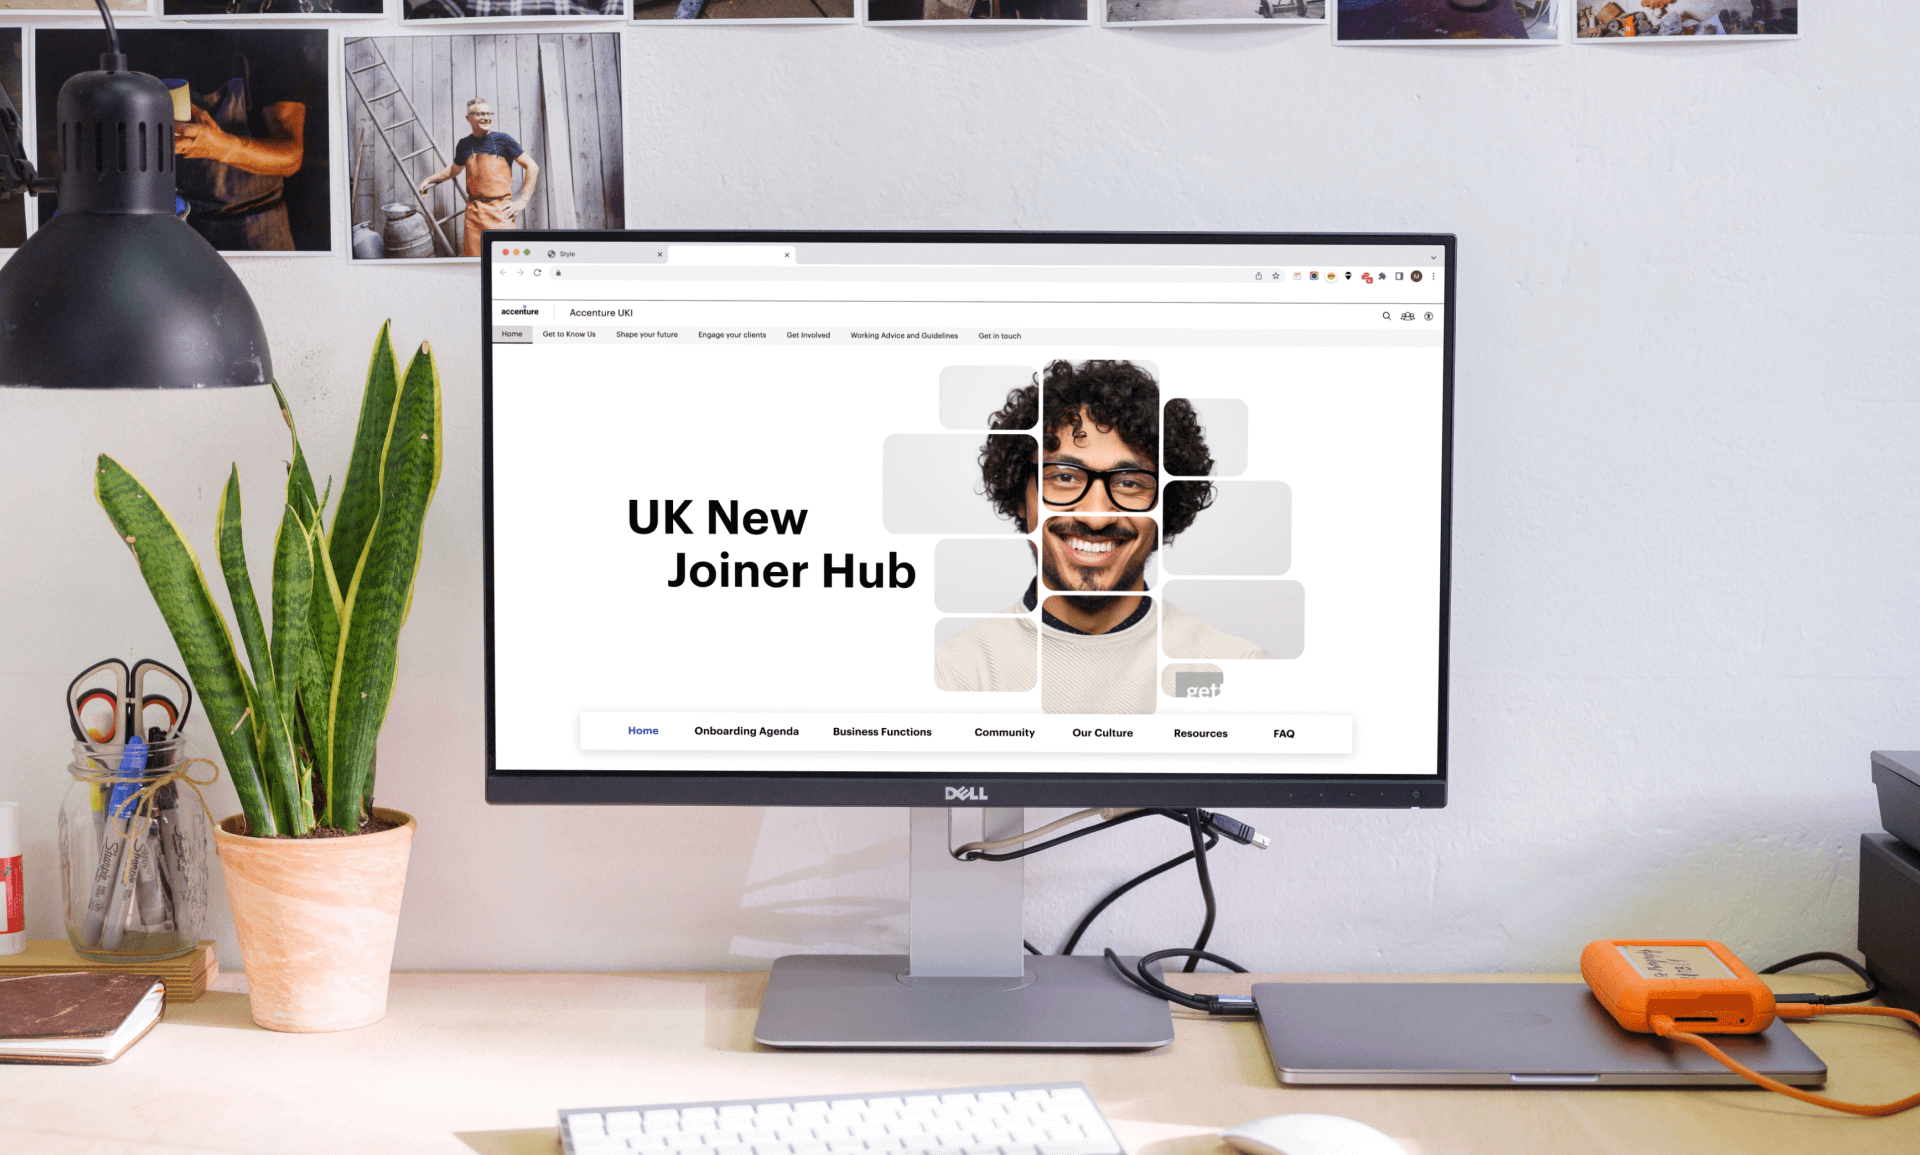 Style
M
accenture
Accenture UKI
Home Get to Know Us Shape your future Engage your clients Get Involved Working Advice and Guidelines Get in touch
UK New
Joiner Hub
gett
Home Onboarding Agenda Business Functions Community Our Culture Resources FAQ
DELL
Sharpie
Sharpie